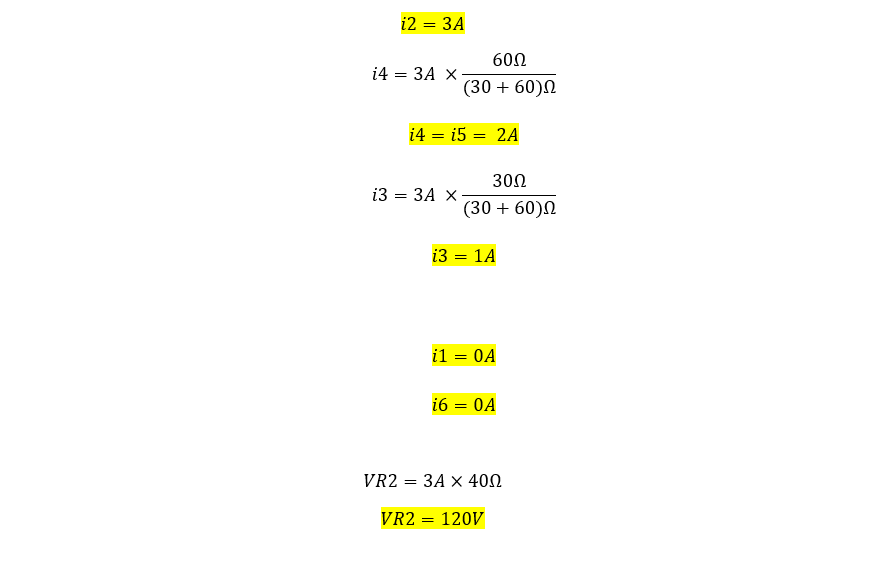 i2 = 3A
i4 = 3A × 60Ω / (30 + 60)Ω
i4 = i5 = 2A
i3 = 3A × 30Ω / (30 + 60)Ω
i3 = 1A
i1 = 0A
i6 = 0A
VR2 = 3A × 40Ω
VR2 = 120V